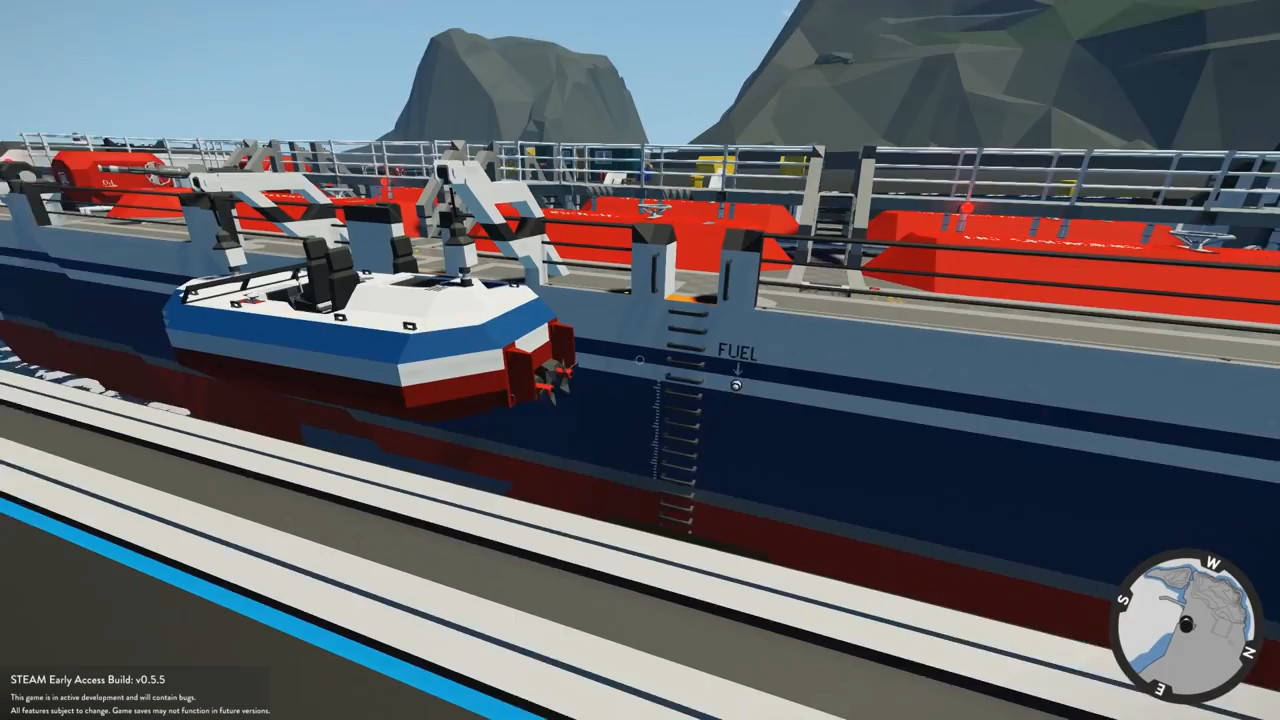 FUEL
W
S
N
E
STEAM Early Access Build: v0.5.5
This game is in active development and will contain bugs.
All features subject to change. Game saves may not function in future versions.